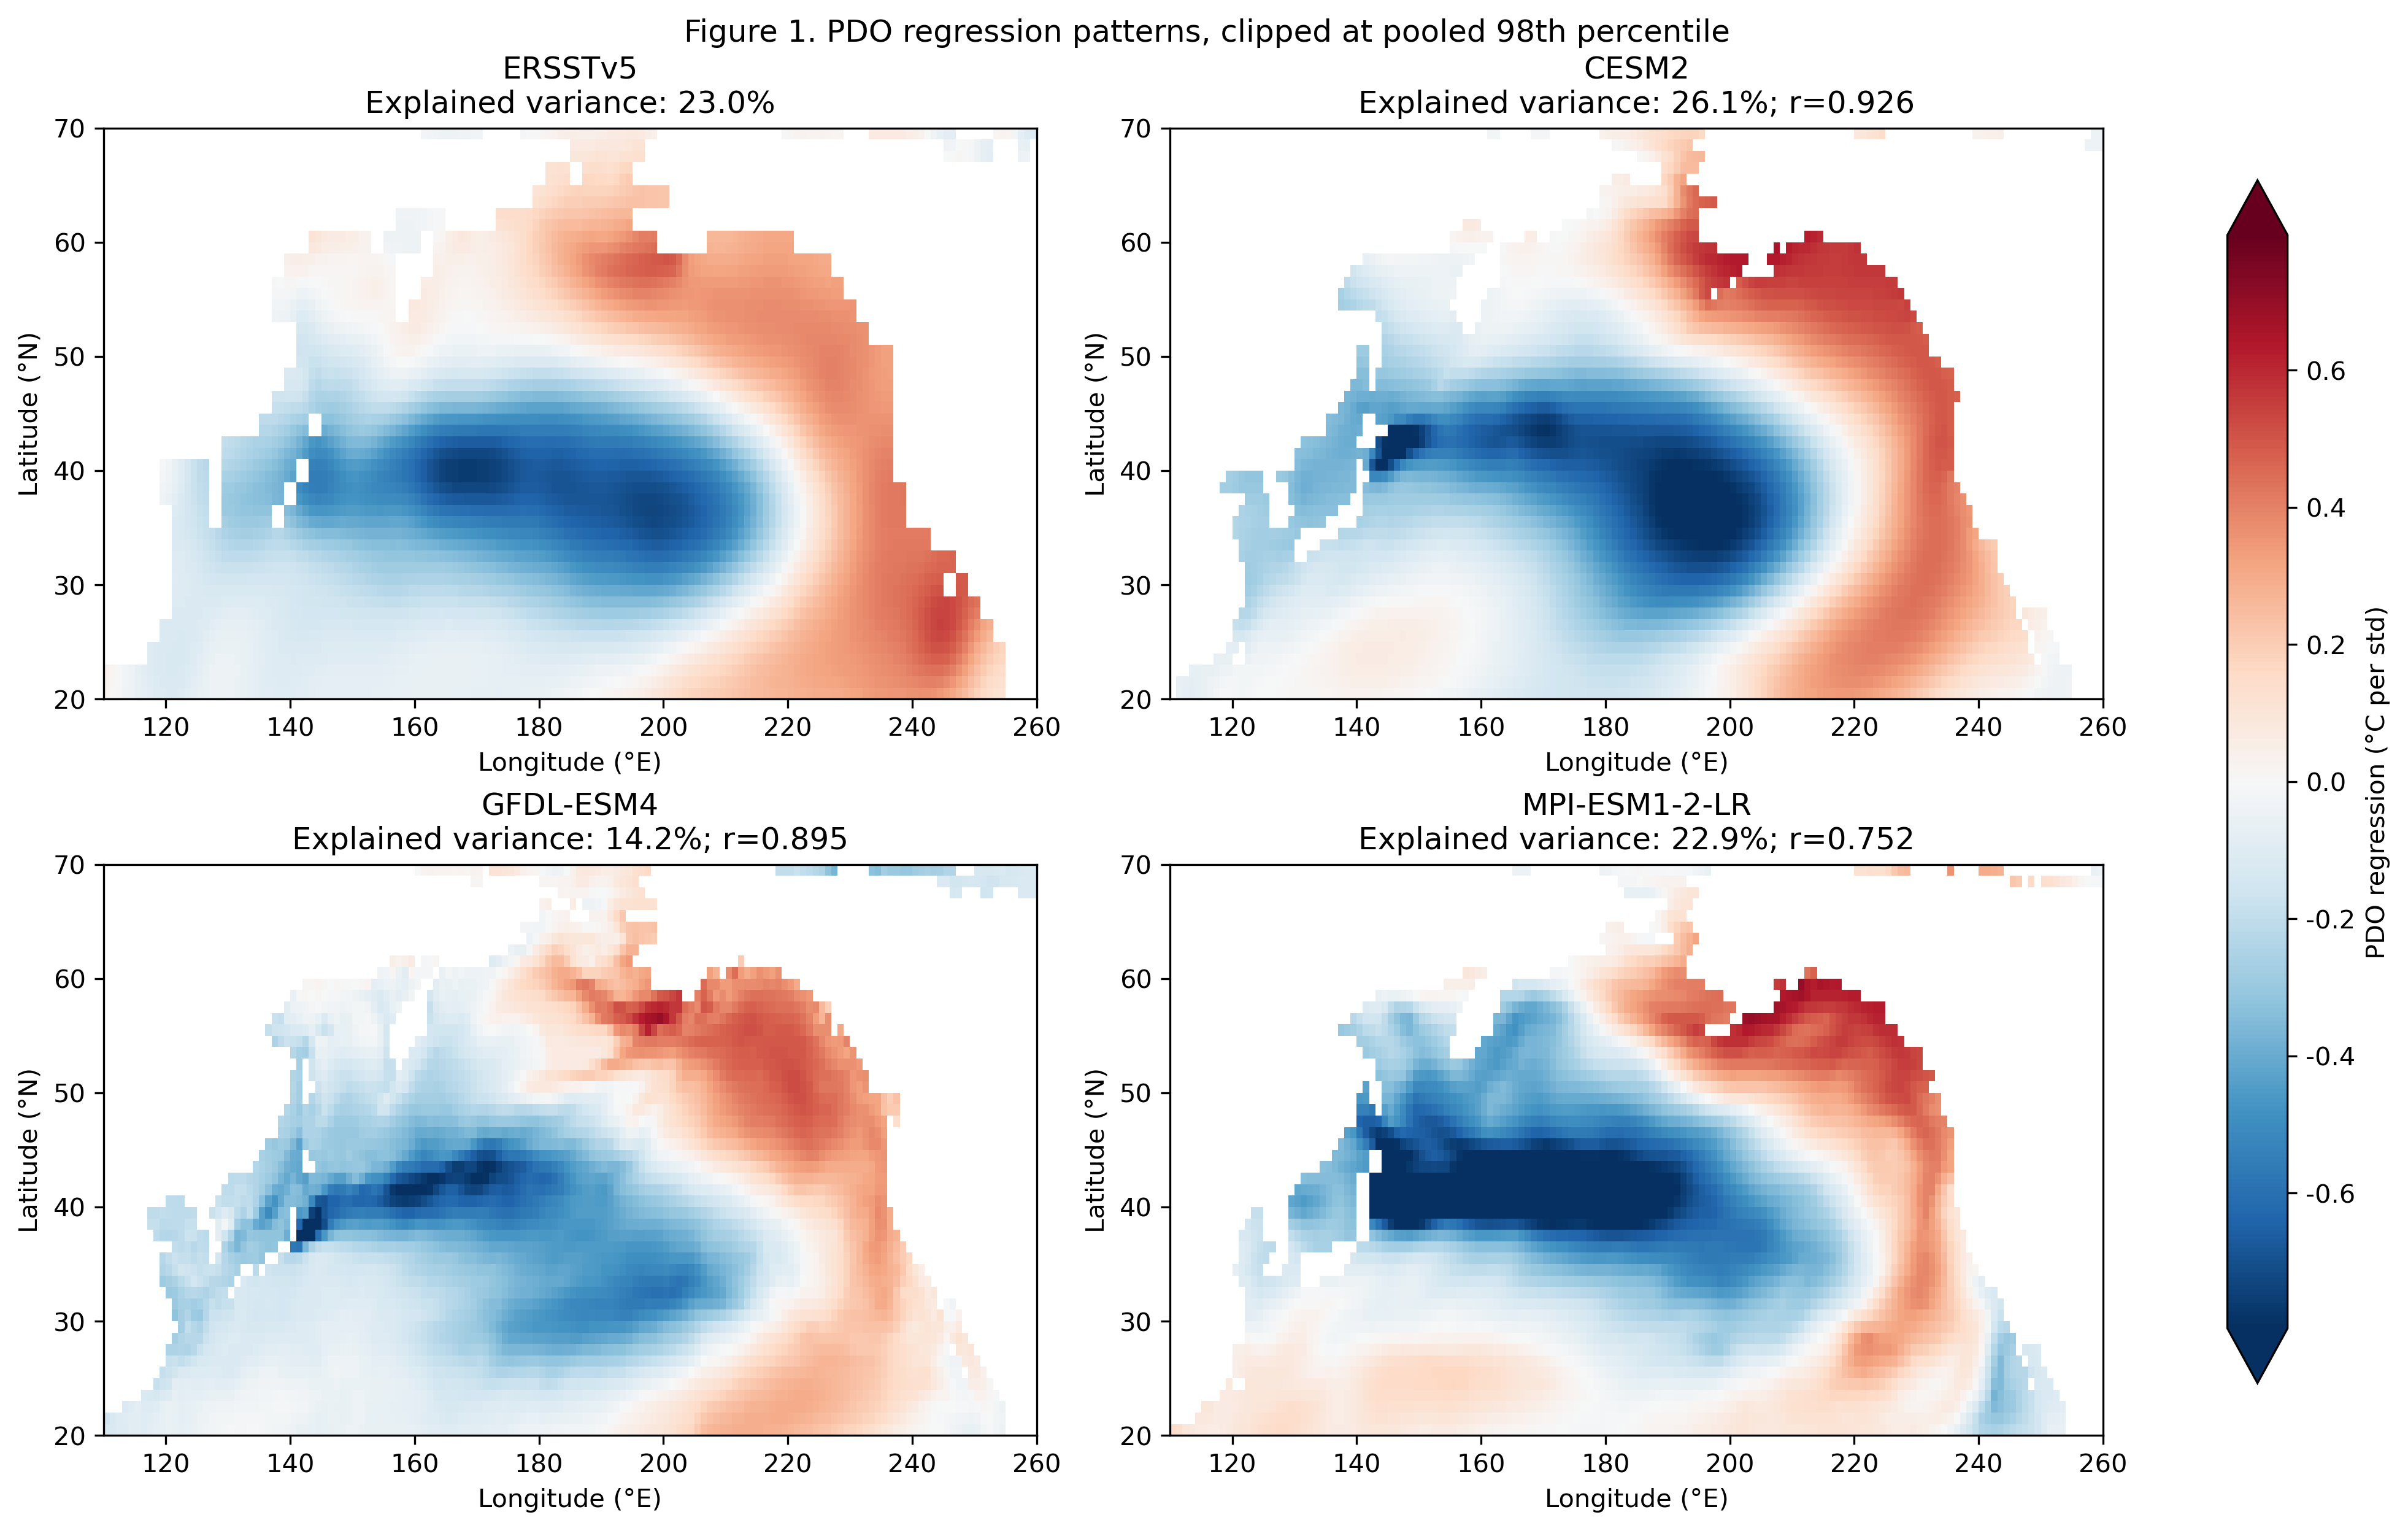 Figure 1. PDO regression patterns, clipped at pooled 98th percentile
ERSSTv5
Explained variance: 23.0%
70
60
50
40
30
20
Latitude (°N)
120 140 160 180 200 220 240 260
Longitude (°E)
CESM2
Explained variance: 26.1%; r=0.926
70
60
50
40
30
20
Latitude (°N)
120 140 160 180 200 220 240 260
Longitude (°E)
GFDL-ESM4
Explained variance: 14.2%; r=0.895
70
60
50
40
30
20
Latitude (°N)
120 140 160 180 200 220 240 260
Longitude (°E)
MPI-ESM1-2-LR
Explained variance: 22.9%; r=0.752
70
60
50
40
30
20
Latitude (°N)
120 140 160 180 200 220 240 260
Longitude (°E)
0.6
0.4
0.2
0.0
-0.2
-0.4
-0.6
PDO regression (°C per std)